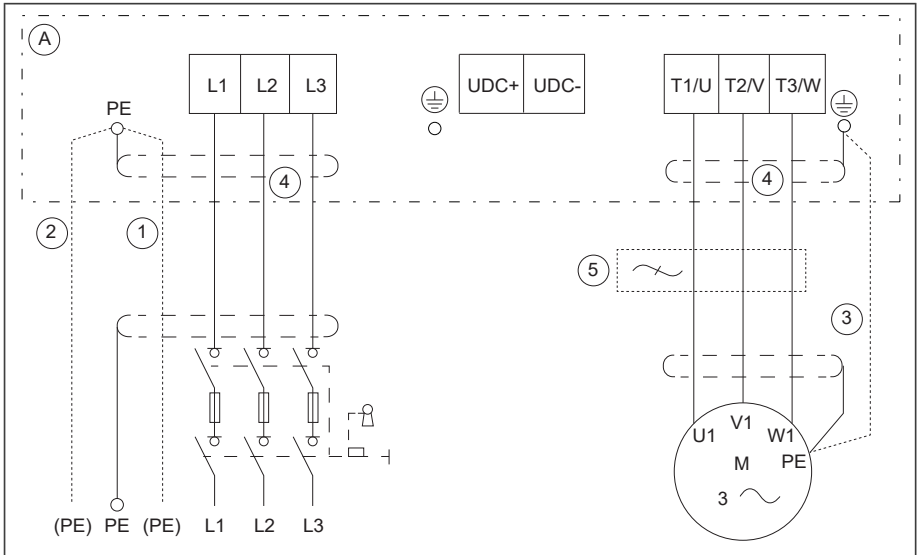 A
L1 L2 L3 UDC+ UDC- T1/U T2/V T3/W
PE
4 4
2 1
5
3
V1
U1 W1
M PE
3
(PE) PE (PE) L1 L2 L3